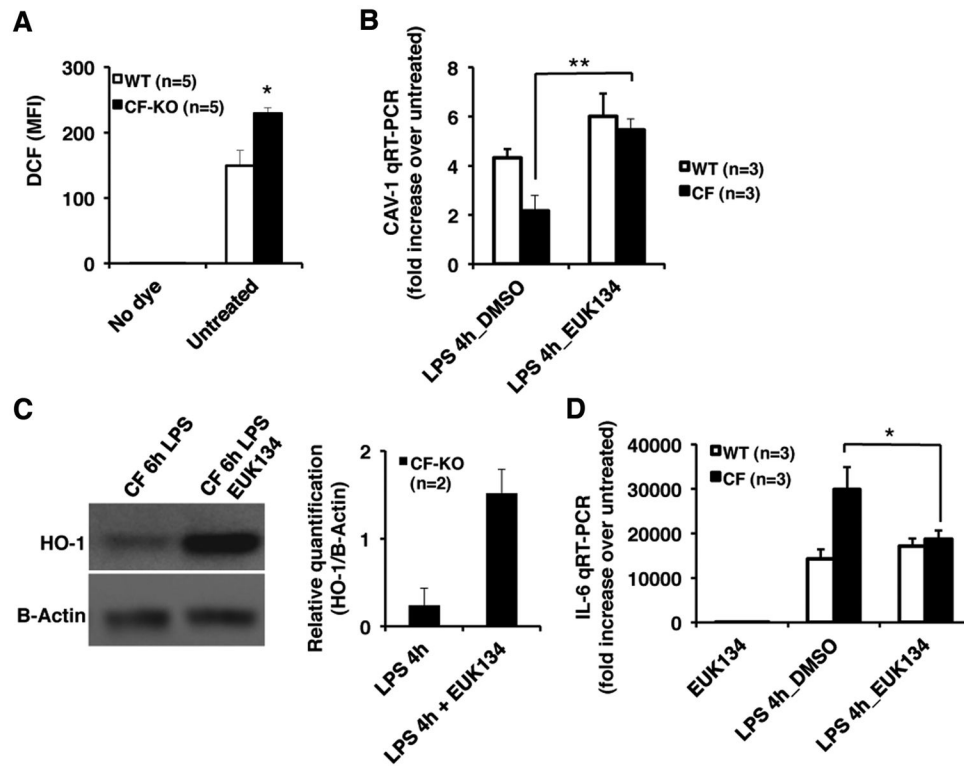 A
DCF (MFI)
300
200
100
0
WT (n=5)
CF-KO (n=5)
*
No dye
Untreated
B
CAV-1 qRT-PCR
(fold increase over untreated)
8
6
4
2
0
**
WT (n=3)
CF (n=3)
LPS 4h_DMSO
LPS 4h_EUK134
C
CF 6h LPS
CF 6h LPS
EUK134
HO-1
B-Actin
Relative quantification
(HO-1/B-Actin)
2
1
0
CF-KO
(n=2)
LPS 4h
LPS 4h + EUK134
D
IL-6 qRT-PCR
(fold increase over untreated)
40000
30000
20000
10000
0
WT (n=3)
CF (n=3)
*
EUK134
LPS 4h_DMSO
LPS 4h_EUK134